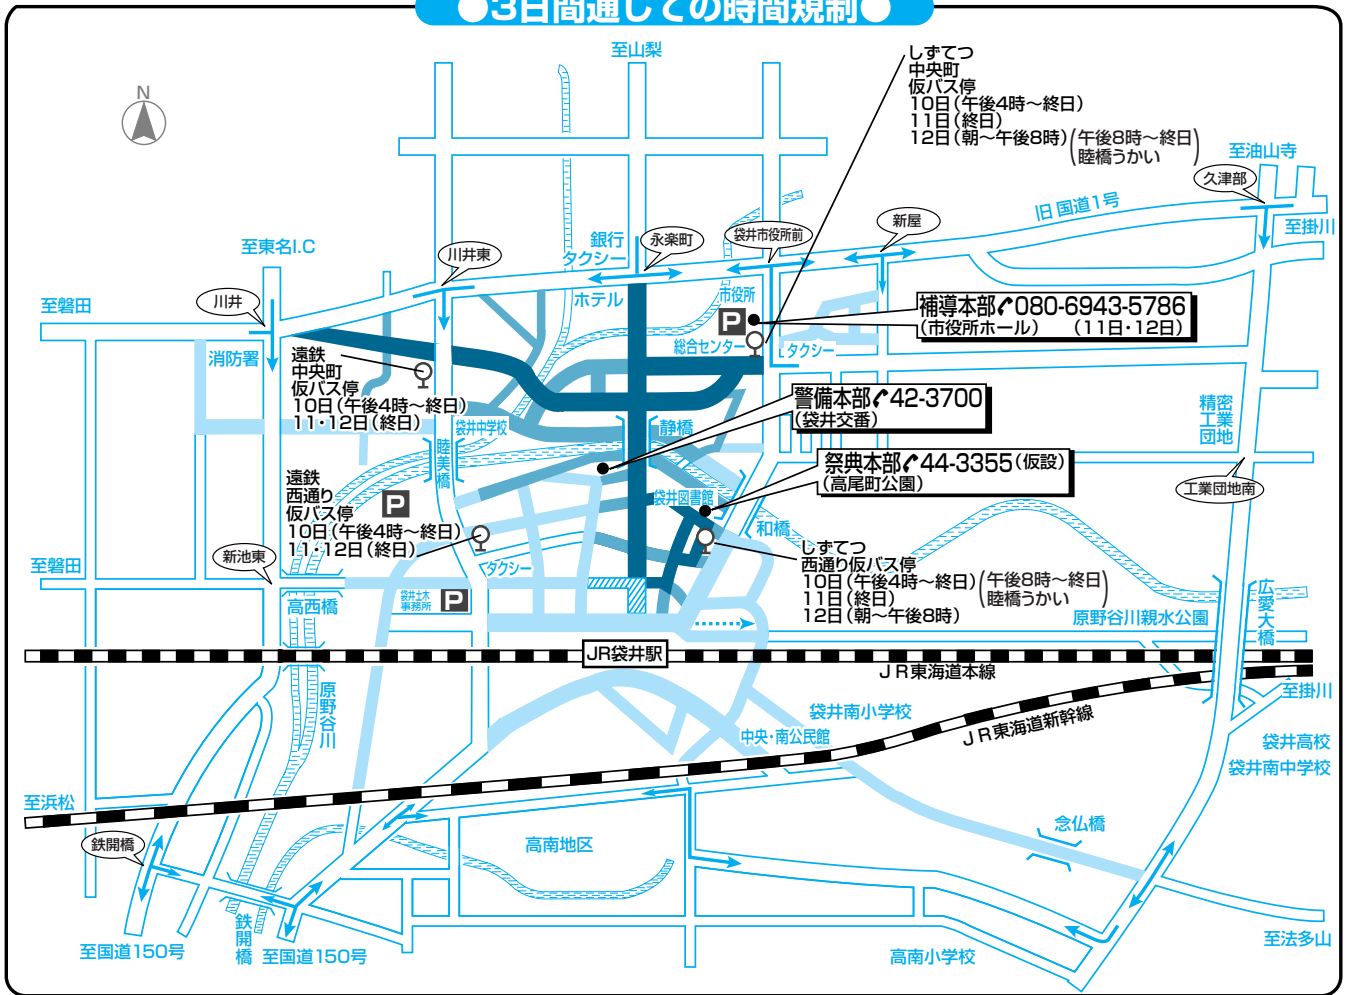 ●3日間通しての時間規制●
N
至山梨
しずてつ
中央町
仮バス停
10日(午後4時〜終日)
11日(終日)
12日(朝〜午後8時)
(午後8時〜終日)
睦橋うかい
至油山寺
久津部
旧国道1号
至掛川
新屋
袋井市役所前
永楽町
銀行
タクシー
ホテル
川井東
至東名I.C
川井
至磐田
消防署
市役所
P
総合センター
タクシー
補導本部 080-6943-5786
(市役所ホール) (11日・12日)
遠鉄
中央町
仮バス停
10日(午後4時〜終日)
11・12日(終日)
袋井中学校
睦美橋
静橋
警備本部 42-3700
(袋井交番)
精密
工業
団地
祭典本部 44-3355(仮設)
(高尾町公園)
工業団地南
遠鉄
西通り
仮バス停
10日(午後4時〜終日)
11・12日(終日)
P
袋井図書館
和橋
しずてつ
西通り仮バス停
10日(午後4時〜終日)
11日(終日)
12日(朝〜午後8時)
(午後8時〜終日)
睦橋うかい
新池東
至磐田
タクシー
高西橋
袋井土木
事務所
P
原野谷川親水公園
広愛大橋
JR袋井駅
JR東海道本線
至掛川
原野谷川
袋井南小学校
中央・南公民館
JR東海道新幹線
袋井高校
袋井南中学校
至浜松
鉄開橋
高南地区
念仏橋
至国道150号
鉄開橋
至国道150号
高南小学校
至法多山